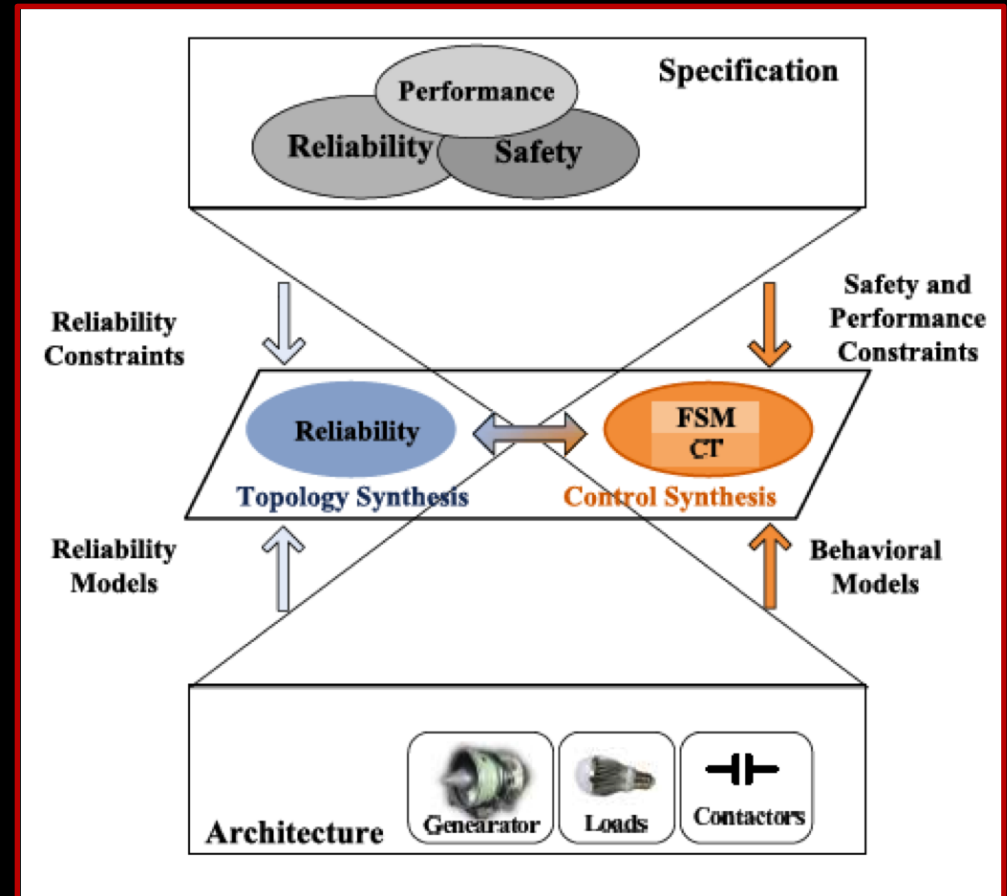 Specification
Performance
Reliability
Safety
Reliability
Constraints
Safety and
Performance
Constraints
Reliability
FSM
CT
Topology Synthesis
Control Synthesis
Reliability
Models
Behavioral
Models
Architecture
Genearator
Loads
Contactors